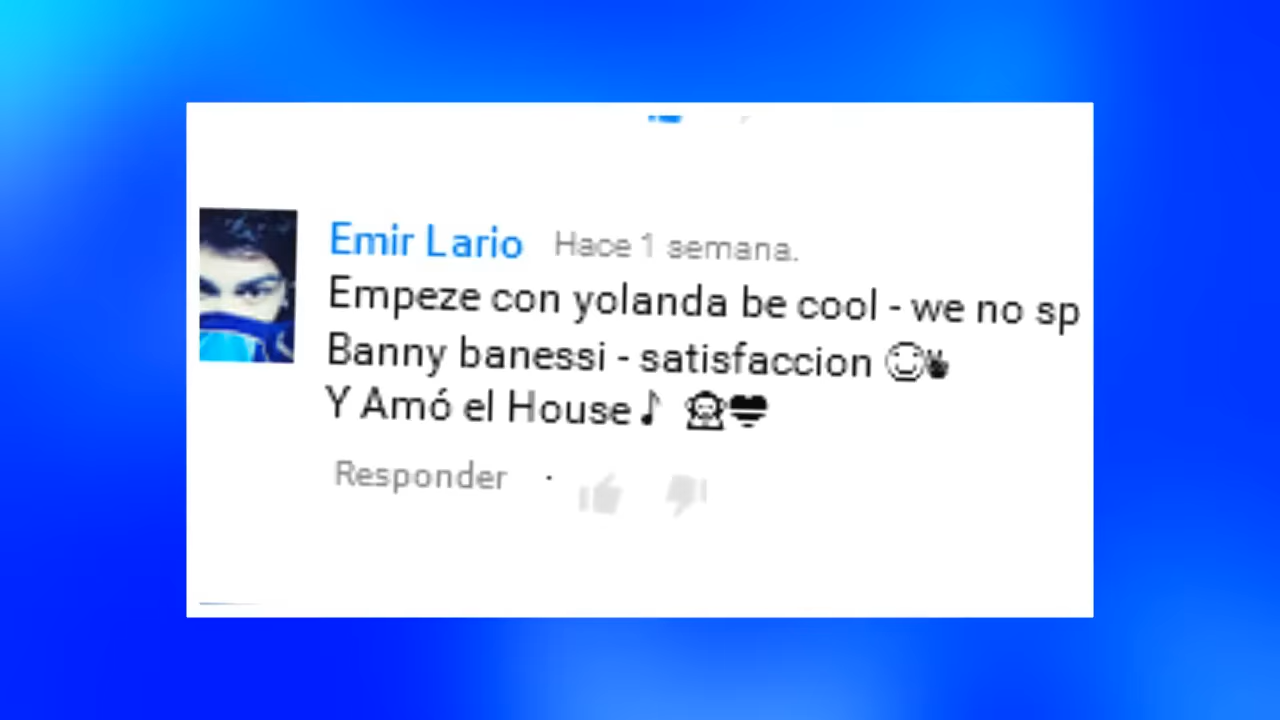 Emir Lario Hace 1 semana.
Empeze con yolanda be cool - we no sp
Banny banessi - satisfaccion
Y Amó el House♪
Responder ·